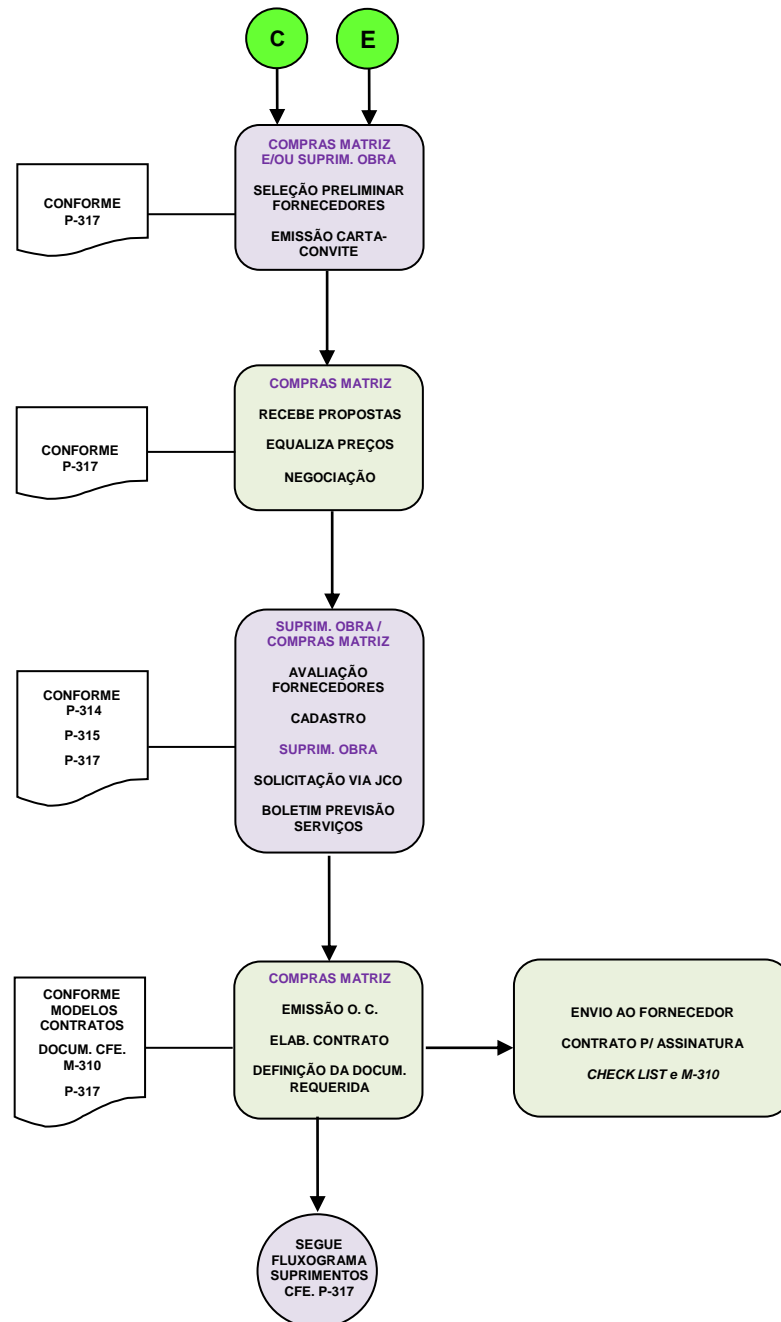 C
E
COMPRAS MATRIZ
E/OU SUPRIM. OBRA
SELEÇÃO PRELIMINAR
FORNECEDORES
EMISSÃO CARTA-
CONVITE
CONFORME
P-317
COMPRAS MATRIZ
RECEBE PROPOSTAS
EQUALIZA PREÇOS
NEGOCIAÇÃO
CONFORME
P-317
SUPRIM. OBRA /
COMPRAS MATRIZ
AVALIAÇÃO
FORNECEDORES
CADASTRO
SUPRIM. OBRA
SOLICITAÇÃO VIA JCO
BOLETIM PREVISÃO
SERVIÇOS
CONFORME
P-314
P-315
P-317
COMPRAS MATRIZ
EMISSÃO O. C.
ELAB. CONTRATO
DEFINIÇÃO DA DOCUM.
REQUERIDA
CONFORME
MODELOS
CONTRATOS
DOCUM. CFE.
M-310
P-317
ENVIO AO FORNECEDOR
CONTRATO P/ ASSINATURA
CHECK LIST e M-310
SEGUE
FLUXOGRAMA
SUPRIMENTOS
CFE. P-317